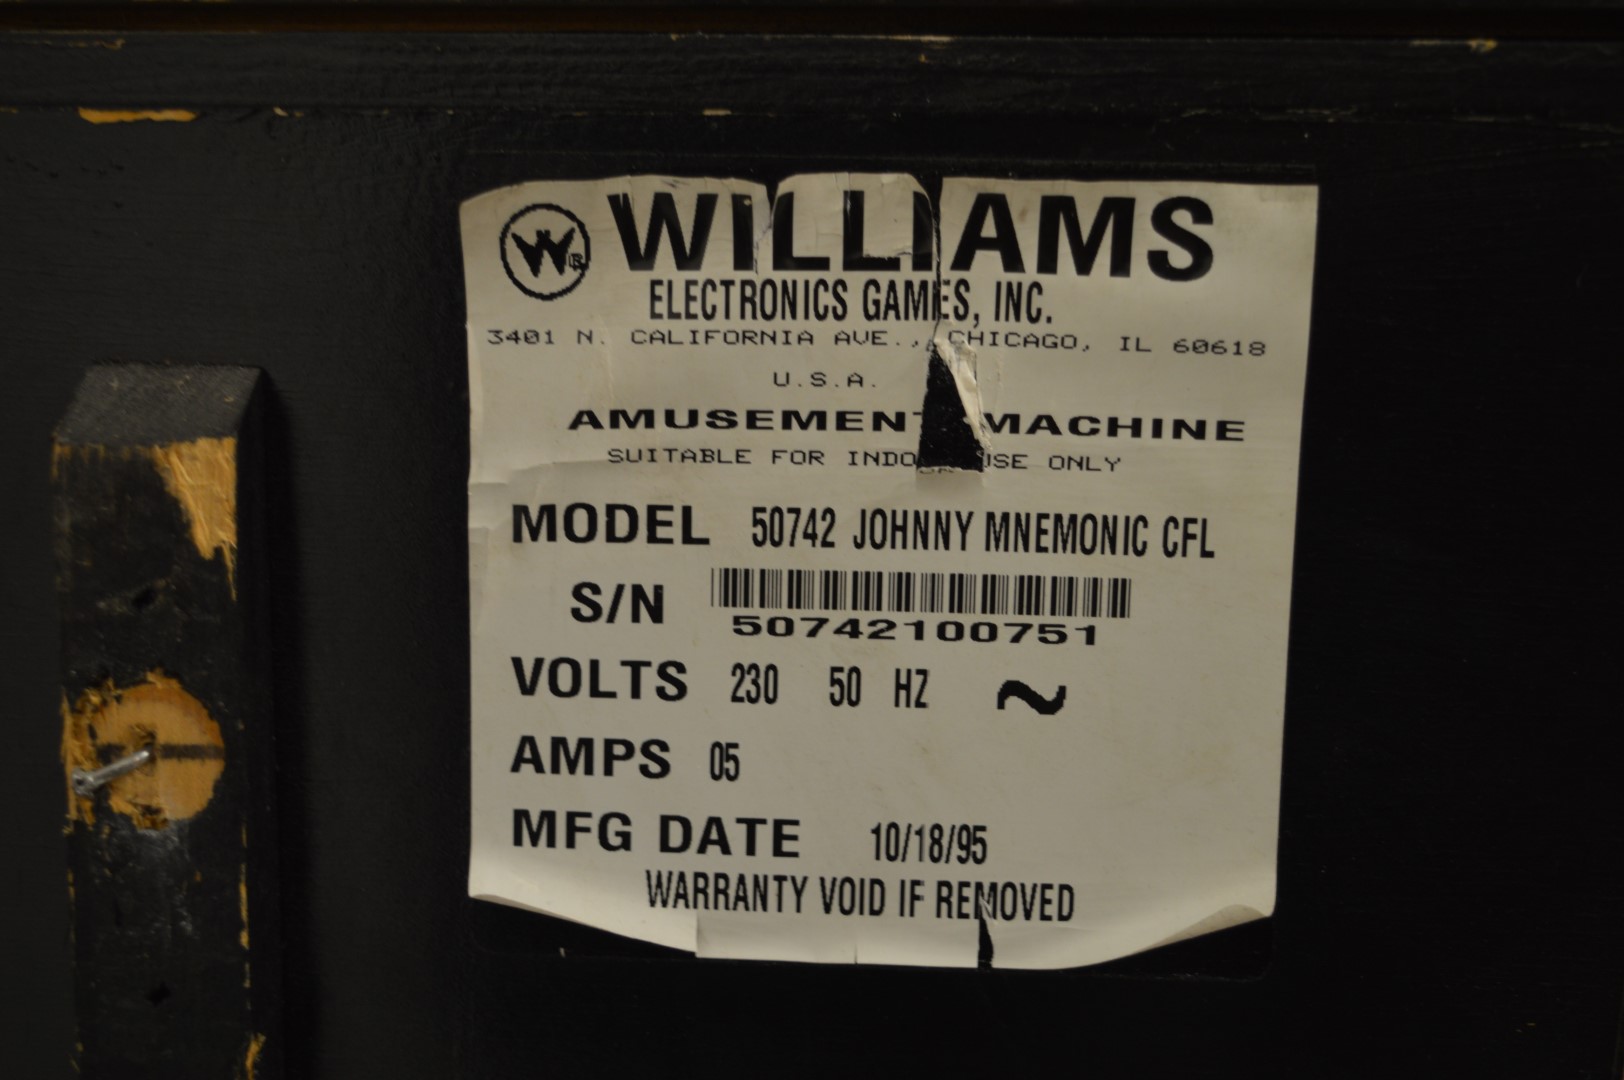 W® WILLIAMS
ELECTRONICS GAMES, INC.
3401 N. CALIFORNIA AVE., CHICAGO, IL 60618
U.S.A.
AMUSEMENT MACHINE
SUITABLE FOR INDOOR USE ONLY
MODEL 50742 JOHNNY MNEMONIC CFL
S/N
50742100751
VOLTS 230 50 HZ ~
AMPS 05
MFG DATE 10/18/95
WARRANTY VOID IF REMOVED